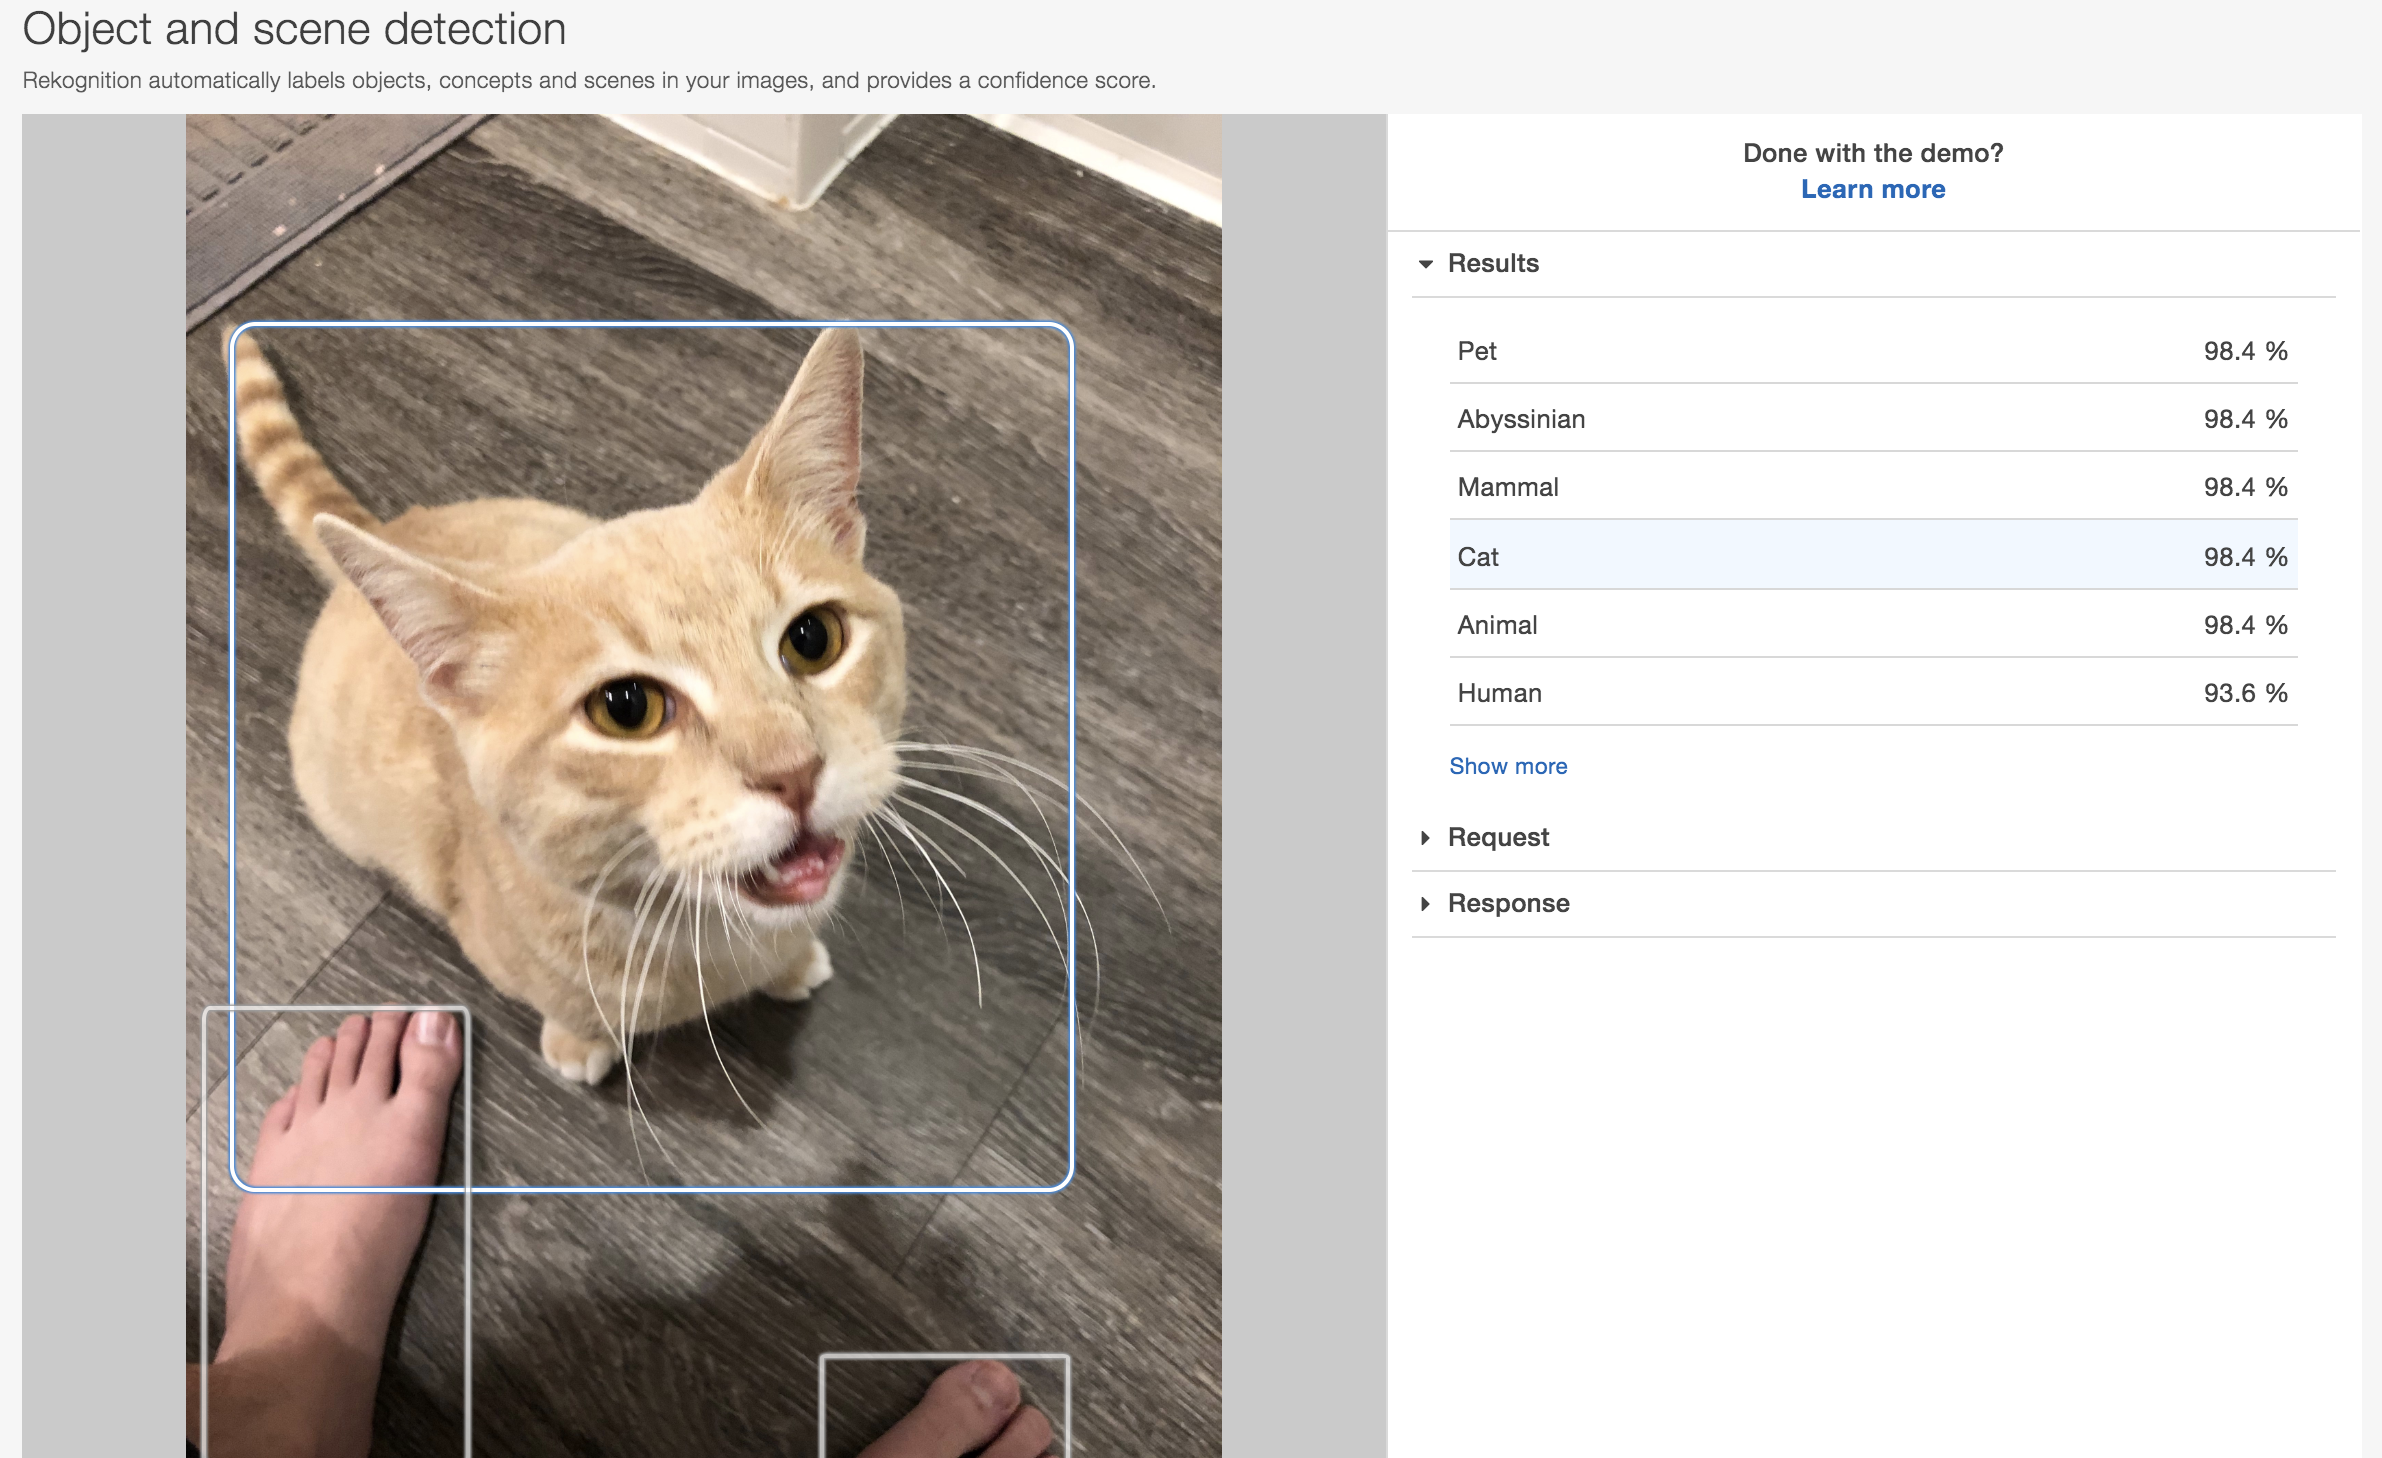 Object and scene detection
Rekognition automatically labels objects, concepts and scenes in your images, and provides a confidence score.
Done with the demo?
Learn more
Results
Pet 98.4 %
Abyssinian 98.4 %
Mammal 98.4 %
Cat 98.4 %
Animal 98.4 %
Human 93.6 %
Show more
Request
Response